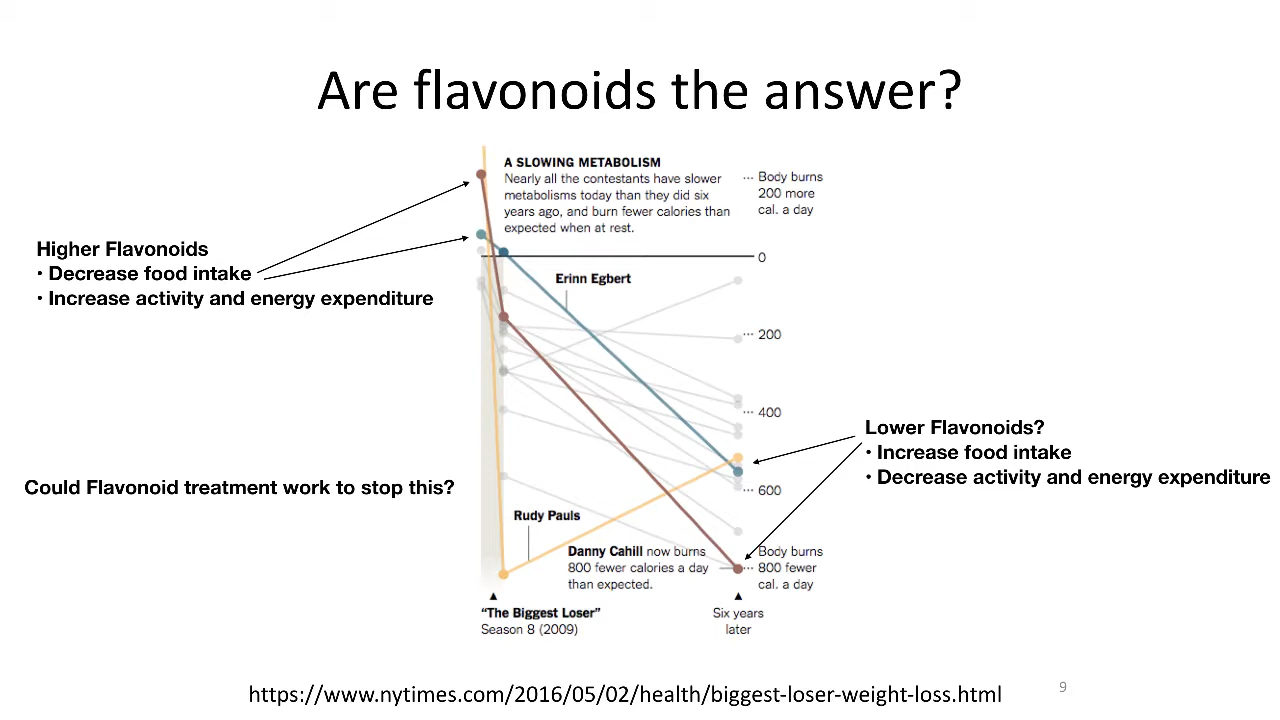 Are flavonoids the answer?
A SLOWING METABOLISM
Nearly all the contestants have slower
metabolisms today than they did six
years ago, and burn fewer calories than
expected when at rest.
··· Body burns
200 more
cal. a day
Higher Flavonoids
• Decrease food intake
• Increase activity and energy expenditure
0
Erinn Egbert
··· 200
··· 400
Lower Flavonoids?
• Increase food intake
• Decrease activity and energy expenditure
Could Flavonoid treatment work to stop this?
··· 600
Rudy Pauls
Danny Cahill now burns
800 fewer calories a day
than expected.
Body burns
··· 800 fewer
cal. a day
▲
"The Biggest Loser"
Season 8 (2009)
▲
Six years
later
https://www.nytimes.com/2016/05/02/health/biggest-loser-weight-loss.html
9